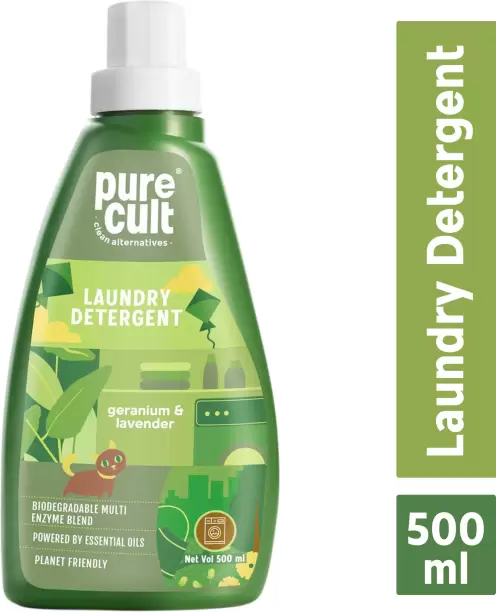 pure®
cult
· clean alternatives ·
LAUNDRY
DETERGENT
geranium &
lavender
BIODEGRADABLE MULTI
ENZYME BLEND
POWERED BY ESSENTIAL OILS
PLANET FRIENDLY
Net Vol 500 ml
Laundry Detergent
500
ml